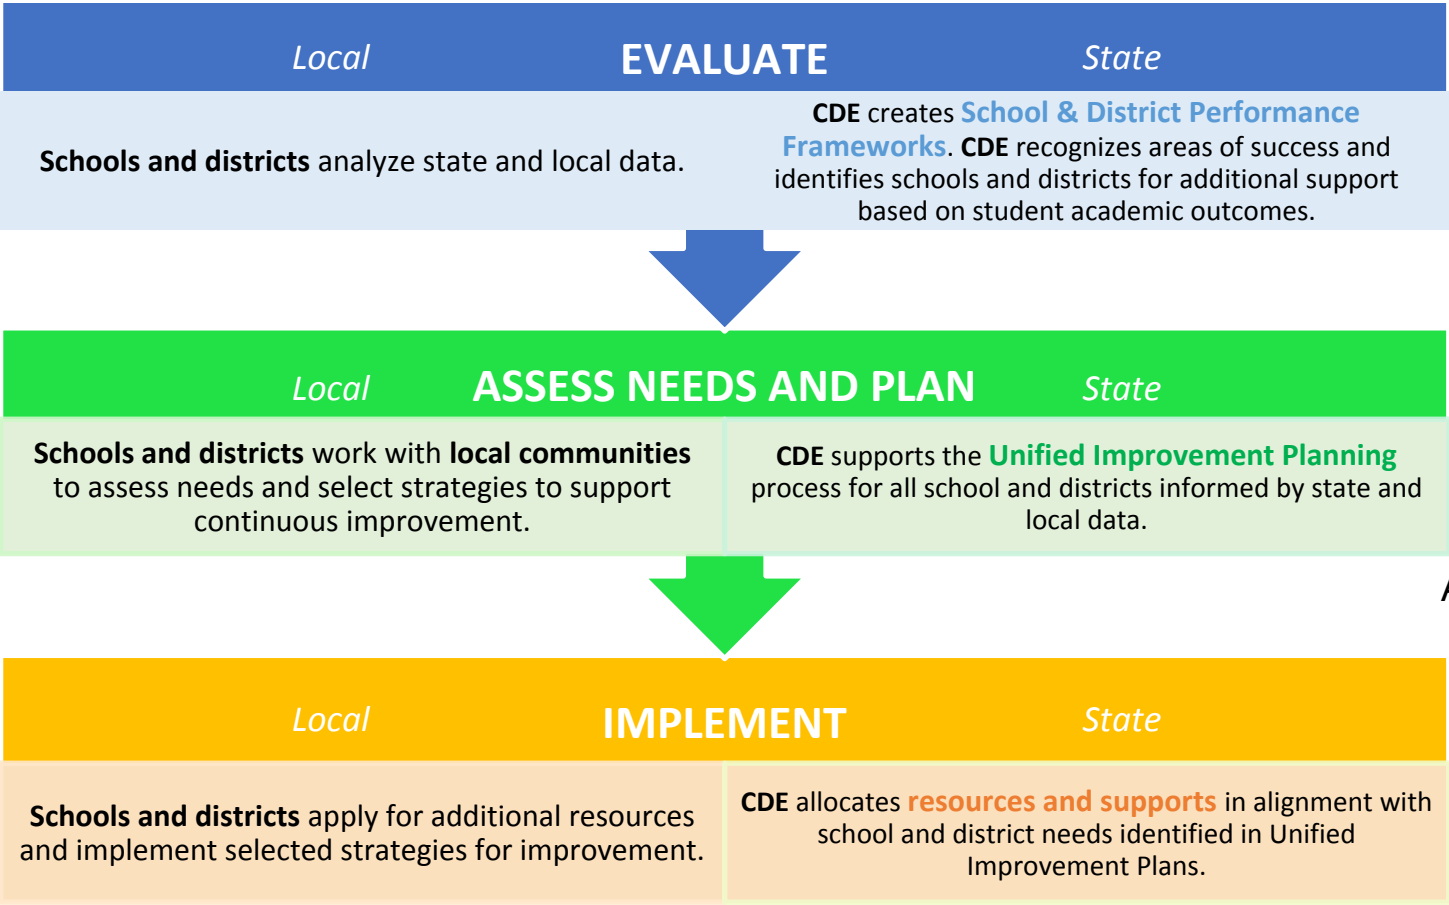 Local EVALUATE State
Schools and districts analyze state and local data.
CDE creates School & District Performance
Frameworks. CDE recognizes areas of success and
identifies schools and districts for additional support
based on student academic outcomes.
Local ASSESS NEEDS AND PLAN State
Schools and districts work with local communities
to assess needs and select strategies to support
continuous improvement.
CDE supports the Unified Improvement Planning
process for all school and districts informed by state and
local data.
Local IMPLEMENT State
Schools and districts apply for additional resources
and implement selected strategies for improvement.
CDE allocates resources and supports in alignment with
school and district needs identified in Unified
Improvement Plans.